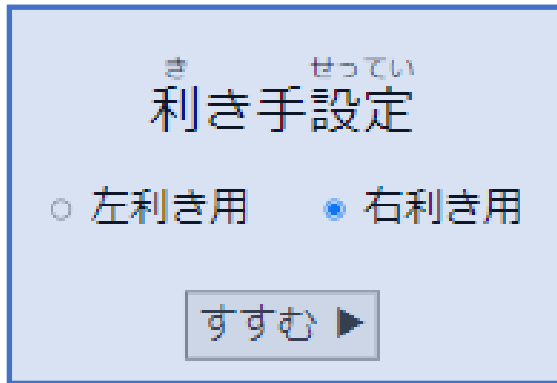 き せってい
利き手設定
左利き用 右利き用
すすむ ▶